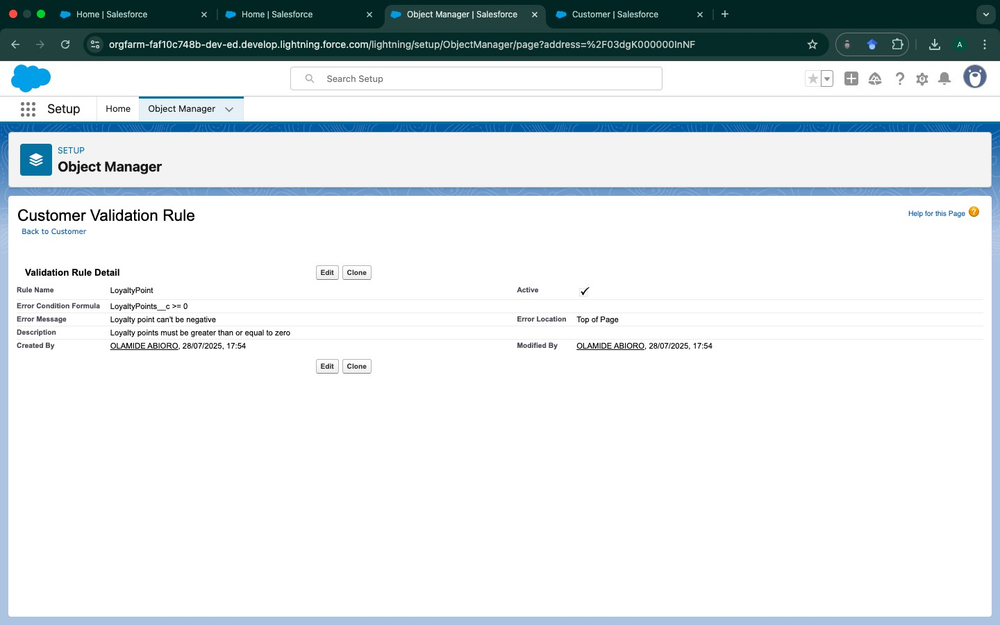 Home | Salesforce
Home | Salesforce
Object Manager | Salesforce
Customer | Salesforce
orgfarm-faf10c748b-dev-ed.develop.lightning.force.com/lightning/setup/ObjectManager/page?address=%2F03dgK000000InNF
A
Search Setup
Setup
Home
Object Manager
SETUP
Object Manager
Customer Validation Rule
Help for this Page ?
Back to Customer
Validation Rule Detail
Edit
Clone
Rule Name LoyaltyPoint Active
Error Condition Formula LoyaltyPoints__c >= 0
Error Message Loyalty point can't be negative Error Location Top of Page
Description Loyalty points must be greater than or equal to zero
Created By OLAMIDE ABIORO, 28/07/2025, 17:54 Modified By OLAMIDE ABIORO, 28/07/2025, 17:54
Edit
Clone